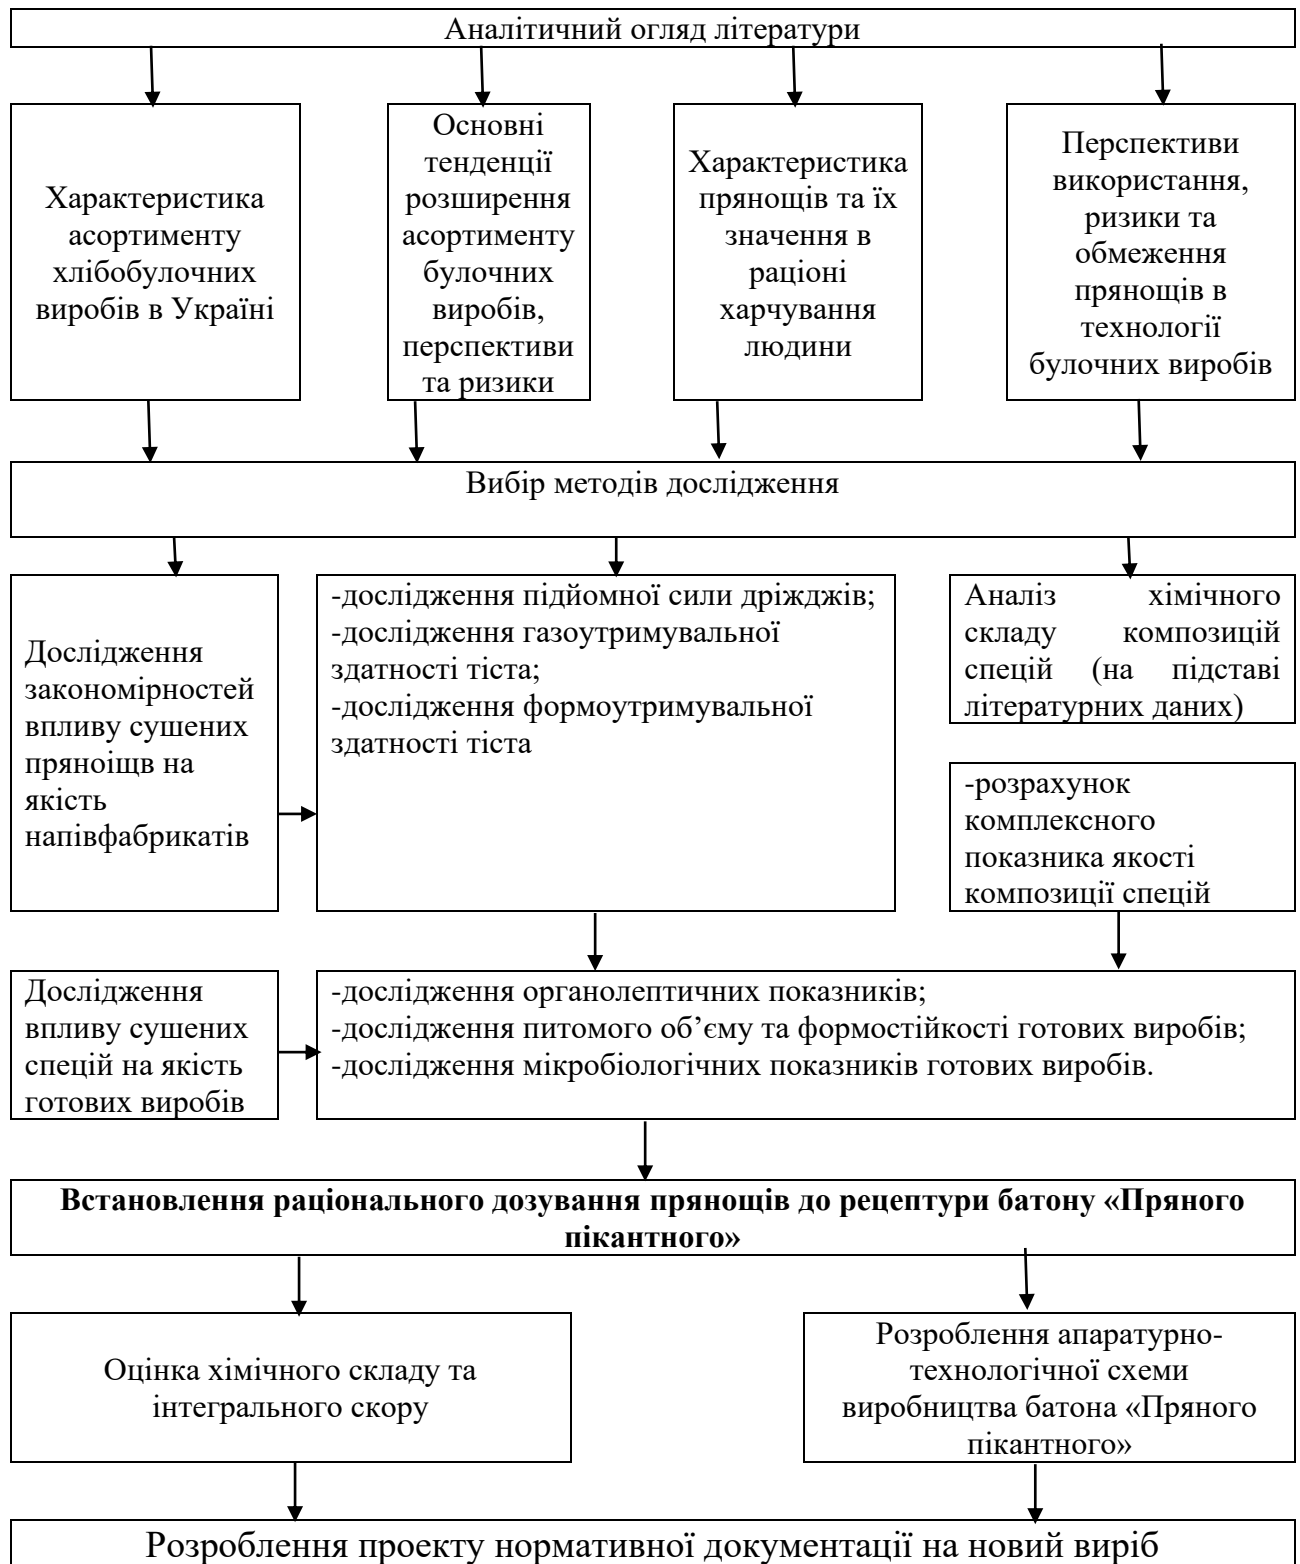 Аналітичний огляд літератури
Характеристика
асортименту
хлібобулочних
виробів в Україні
Основні
тенденції
розширення
асортименту
булочних
виробів,
перспективи
та ризики
Характеристика
прянощів та їх
значення в
раціоні
харчування
людини
Перспективи
використання,
ризики та
обмеження
прянощів в
технології
булочних виробів
Вибір методів дослідження
Дослідження
закономірностей
впливу сушених
пряноіщв на
якість
напівфабрикатів
-дослідження підйомної сили дріжджів;
-дослідження газоутримувальної
здатності тіста;
-дослідження формоутримувальної
здатності тіста
Аналіз хімічного
складу композицій
спецій (на підставі
літературних даних)
-розрахунок
комплексного
показника якості
композиції спецій
Дослідження
впливу сушених
спецій на якість
готових виробів
-дослідження органолептичних показників;
-дослідження питомого об’єму та формостійкості готових виробів;
-дослідження мікробіологічних показників готових виробів.
Встановлення раціонального дозування прянощів до рецептури батону «Пряного
пікантного»
Оцінка хімічного складу та
інтегрального скору
Розроблення апаратурно-
технологічної схеми
виробництва батона «Пряного
пікантного»
Розроблення проекту нормативної документації на новий виріб